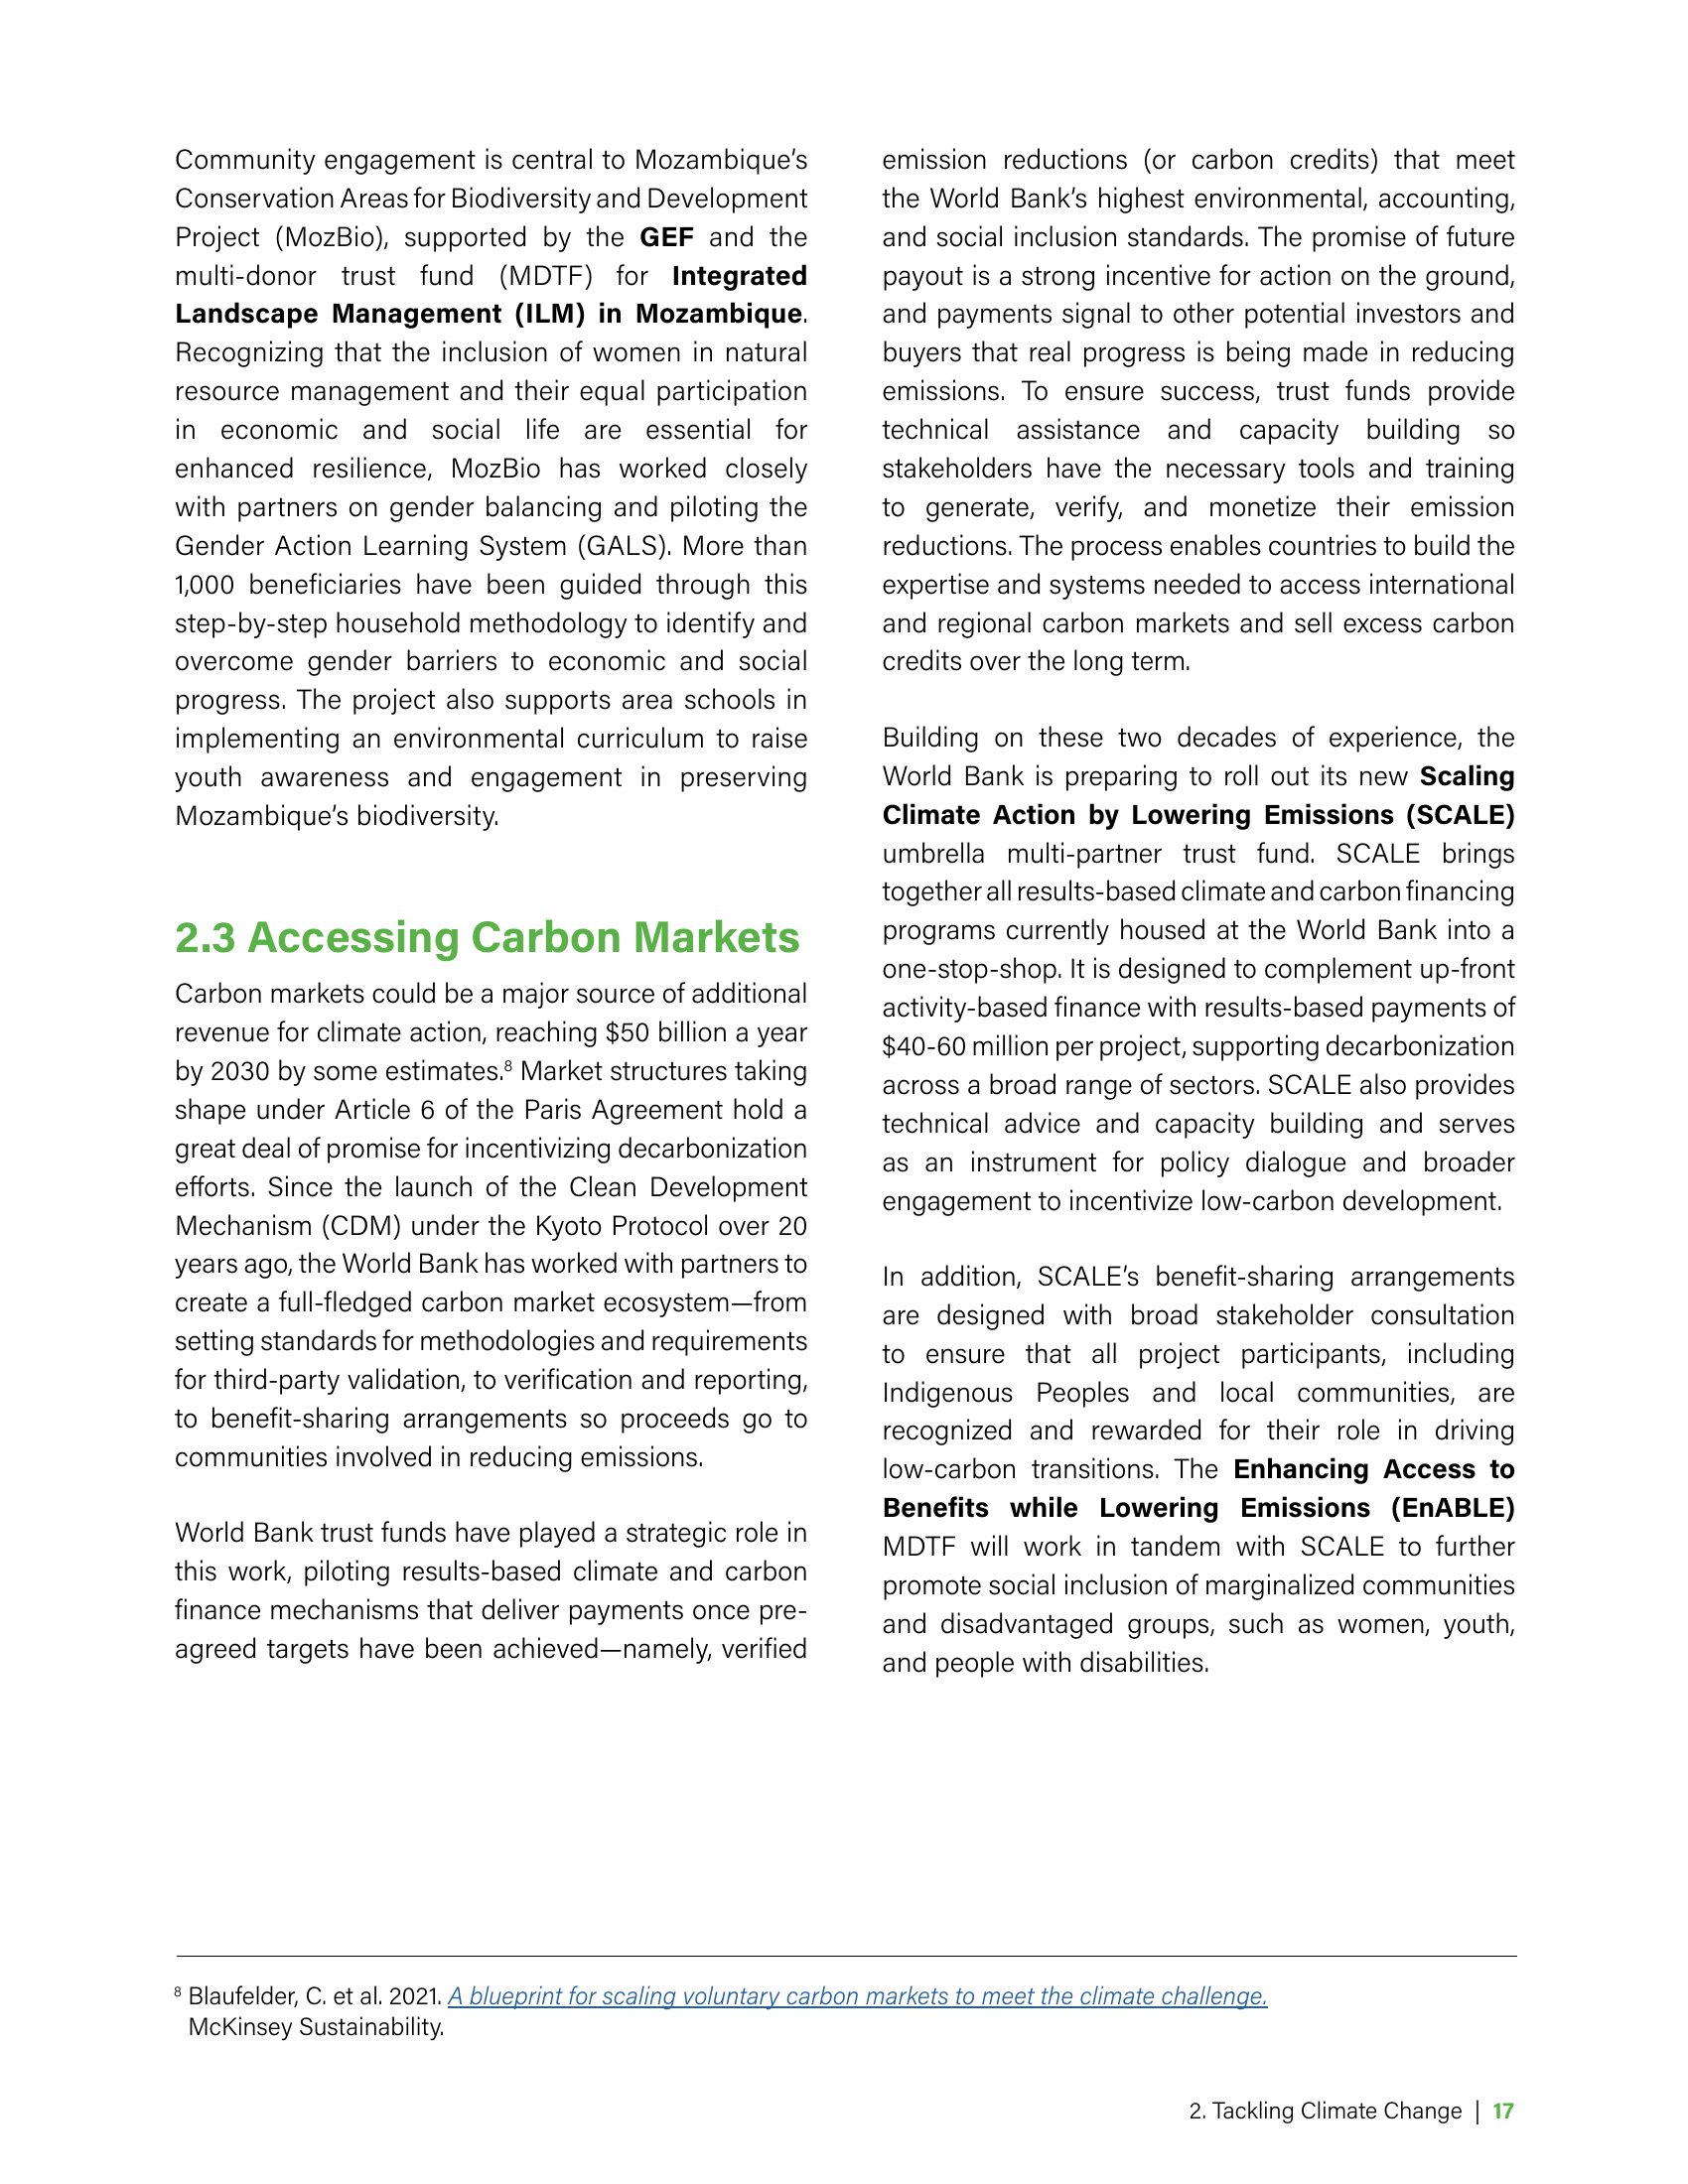 Community engagement is central to Mozambique’s
Conservation Areas for Biodiversity and Development
Project (MozBio), supported by the GEF and the
multi-donor trust fund (MDTF) for Integrated
Landscape Management (ILM) in Mozambique.
Recognizing that the inclusion of women in natural
resource management and their equal participation
in economic and social life are essential for
enhanced resilience, MozBio has worked closely
with partners on gender balancing and piloting the
Gender Action Learning System (GALS). More than
1,000 beneficiaries have been guided through this
step-by-step household methodology to identify and
overcome gender barriers to economic and social
progress. The project also supports area schools in
implementing an environmental curriculum to raise
youth awareness and engagement in preserving
Mozambique’s biodiversity.
2.3 Accessing Carbon Markets
Carbon markets could be a major source of additional
revenue for climate action, reaching $50 billion a year
by 2030 by some estimates.8 Market structures taking
shape under Article 6 of the Paris Agreement hold a
great deal of promise for incentivizing decarbonization
efforts. Since the launch of the Clean Development
Mechanism (CDM) under the Kyoto Protocol over 20
years ago, the World Bank has worked with partners to
create a full-fledged carbon market ecosystem—from
setting standards for methodologies and requirements
for third-party validation, to verification and reporting,
to benefit-sharing arrangements so proceeds go to
communities involved in reducing emissions.
World Bank trust funds have played a strategic role in
this work, piloting results-based climate and carbon
finance mechanisms that deliver payments once pre-
agreed targets have been achieved—namely, verified
emission reductions (or carbon credits) that meet
the World Bank’s highest environmental, accounting,
and social inclusion standards. The promise of future
payout is a strong incentive for action on the ground,
and payments signal to other potential investors and
buyers that real progress is being made in reducing
emissions. To ensure success, trust funds provide
technical assistance and capacity building so
stakeholders have the necessary tools and training
to generate, verify, and monetize their emission
reductions. The process enables countries to build the
expertise and systems needed to access international
and regional carbon markets and sell excess carbon
credits over the long term.
Building on these two decades of experience, the
World Bank is preparing to roll out its new Scaling
Climate Action by Lowering Emissions (SCALE)
umbrella multi-partner trust fund. SCALE brings
together all results-based climate and carbon financing
programs currently housed at the World Bank into a
one-stop-shop. It is designed to complement up-front
activity-based finance with results-based payments of
$40-60 million per project, supporting decarbonization
across a broad range of sectors. SCALE also provides
technical advice and capacity building and serves
as an instrument for policy dialogue and broader
engagement to incentivize low-carbon development.
In addition, SCALE’s benefit-sharing arrangements
are designed with broad stakeholder consultation
to ensure that all project participants, including
Indigenous Peoples and local communities, are
recognized and rewarded for their role in driving
low-carbon transitions. The Enhancing Access to
Benefits while Lowering Emissions (EnABLE)
MDTF will work in tandem with SCALE to further
promote social inclusion of marginalized communities
and disadvantaged groups, such as women, youth,
and people with disabilities.
8 Blaufelder, C. et al. 2021. A blueprint for scaling voluntary carbon markets to meet the climate challenge.
McKinsey Sustainability.
2. Tackling Climate Change | 17